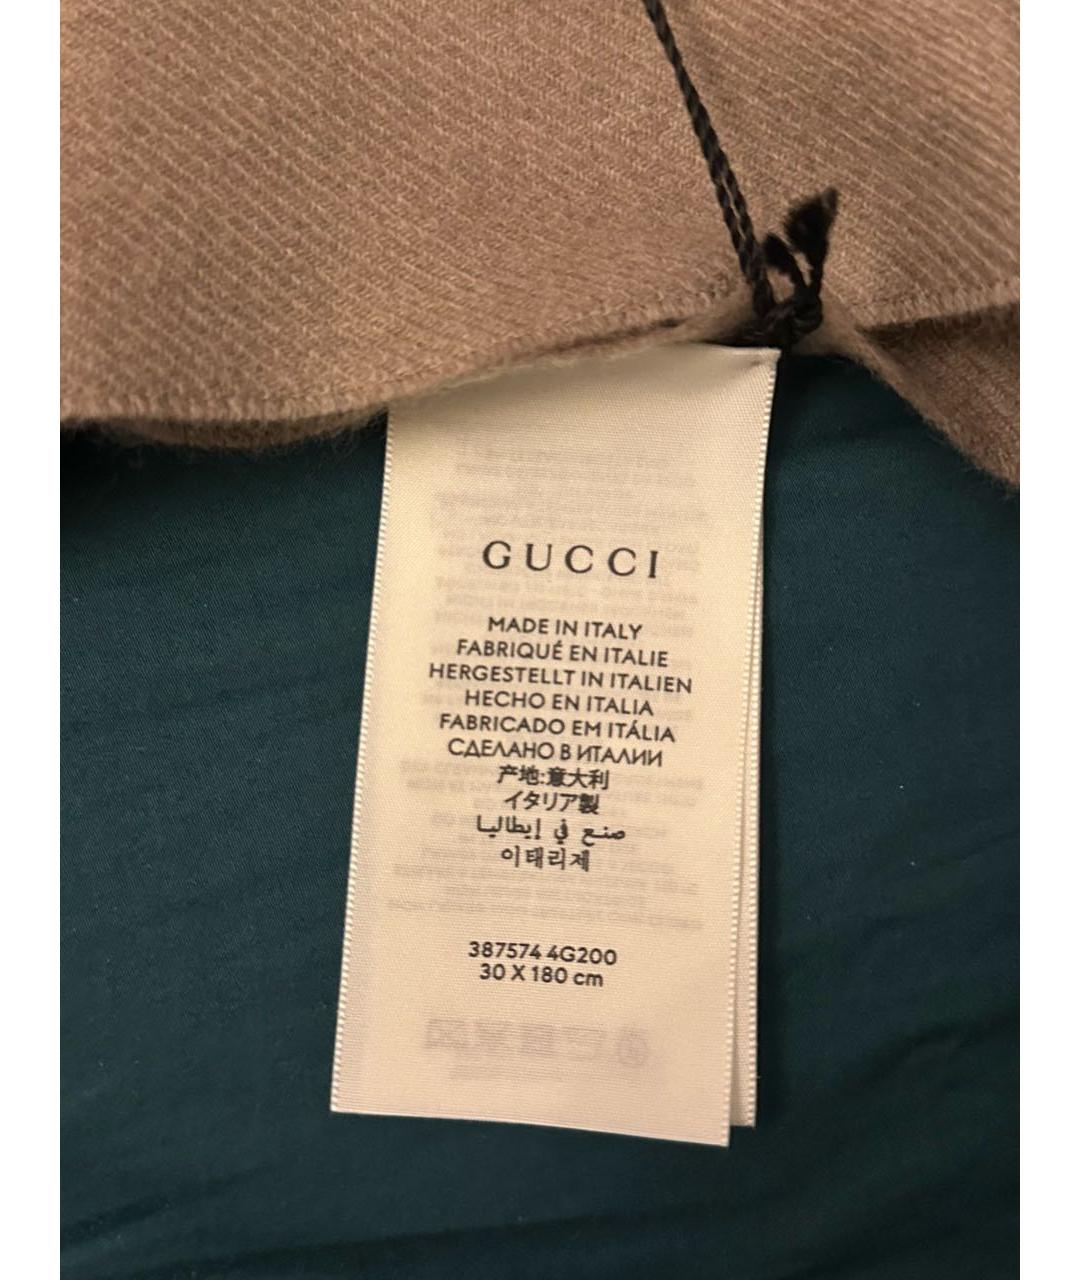 GUCCI
MADE IN ITALY
FABRIQUÉ EN ITALIE
HERGESTELLT IN ITALIEN
HECHO EN ITALIA
FABRICADO EM ITÁLIA
СДЕЛАНО В ИТАЛИИ
产地:意大利
イタリア製
صنع في إيطاليا
이태리제
387574 4G200
30 X 180 cm